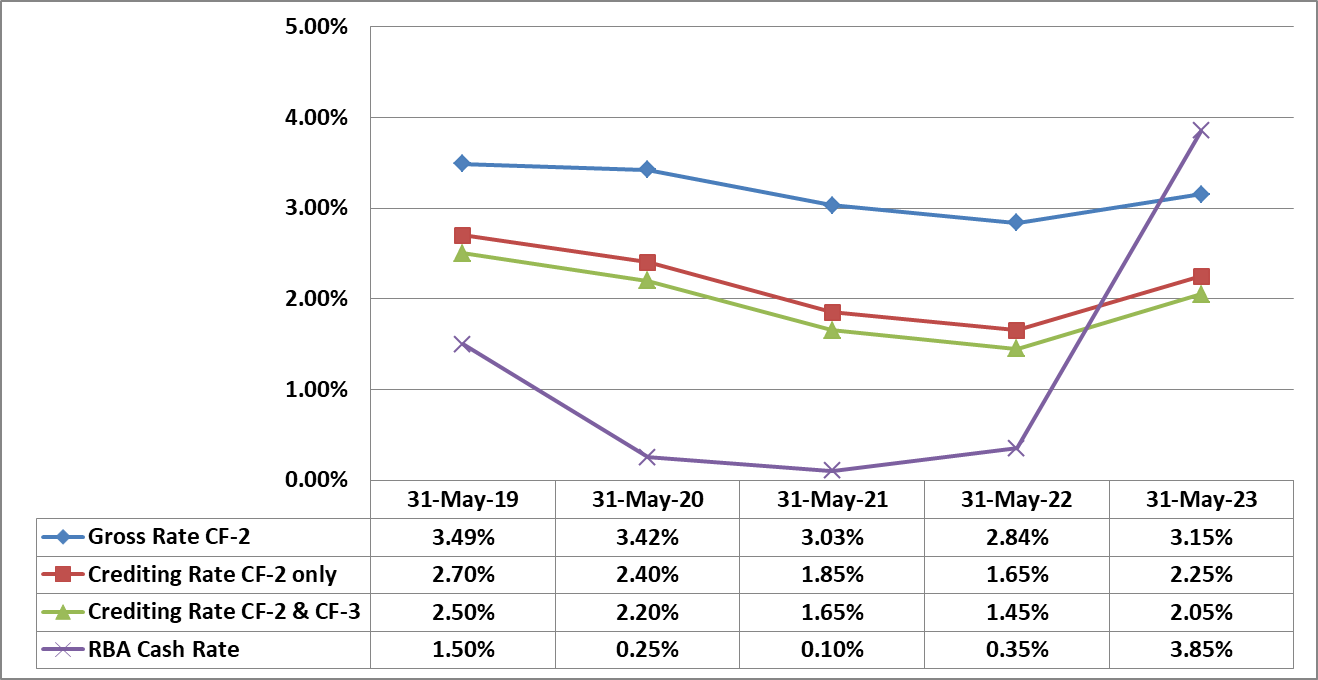 5.00%
4.00%
3.00%
2.00%
1.00%
0.00%
31-May-19 31-May-20 31-May-21 31-May-22 31-May-23
Gross Rate CF-2 3.49% 3.42% 3.03% 2.84% 3.15%
Crediting Rate CF-2 only 2.70% 2.40% 1.85% 1.65% 2.25%
Crediting Rate CF-2 & CF-3 2.50% 2.20% 1.65% 1.45% 2.05%
RBA Cash Rate 1.50% 0.25% 0.10% 0.35% 3.85%